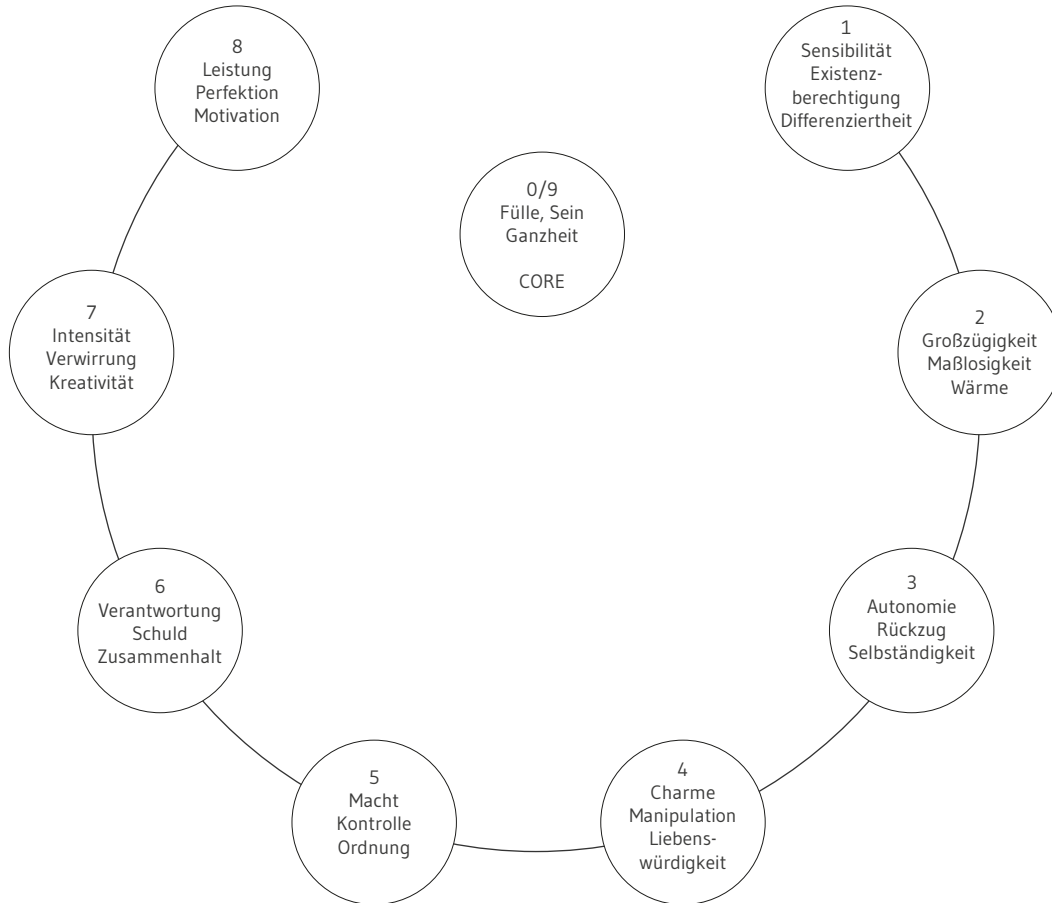 8
Leistung
Perfektion
Motivation
1
Sensibilität
Existenz-
berechtigung
Differenziertheit
0/9
Fülle, Sein
Ganzheit
CORE
7
Intensität
Verwirrung
Kreativität
2
Großzügigkeit
Maßlosigkeit
Wärme
6
Verantwortung
Schuld
Zusammenhalt
3
Autonomie
Rückzug
Selbständigkeit
5
Macht
Kontrolle
Ordnung
4
Charme
Manipulation
Liebens-
würdigkeit